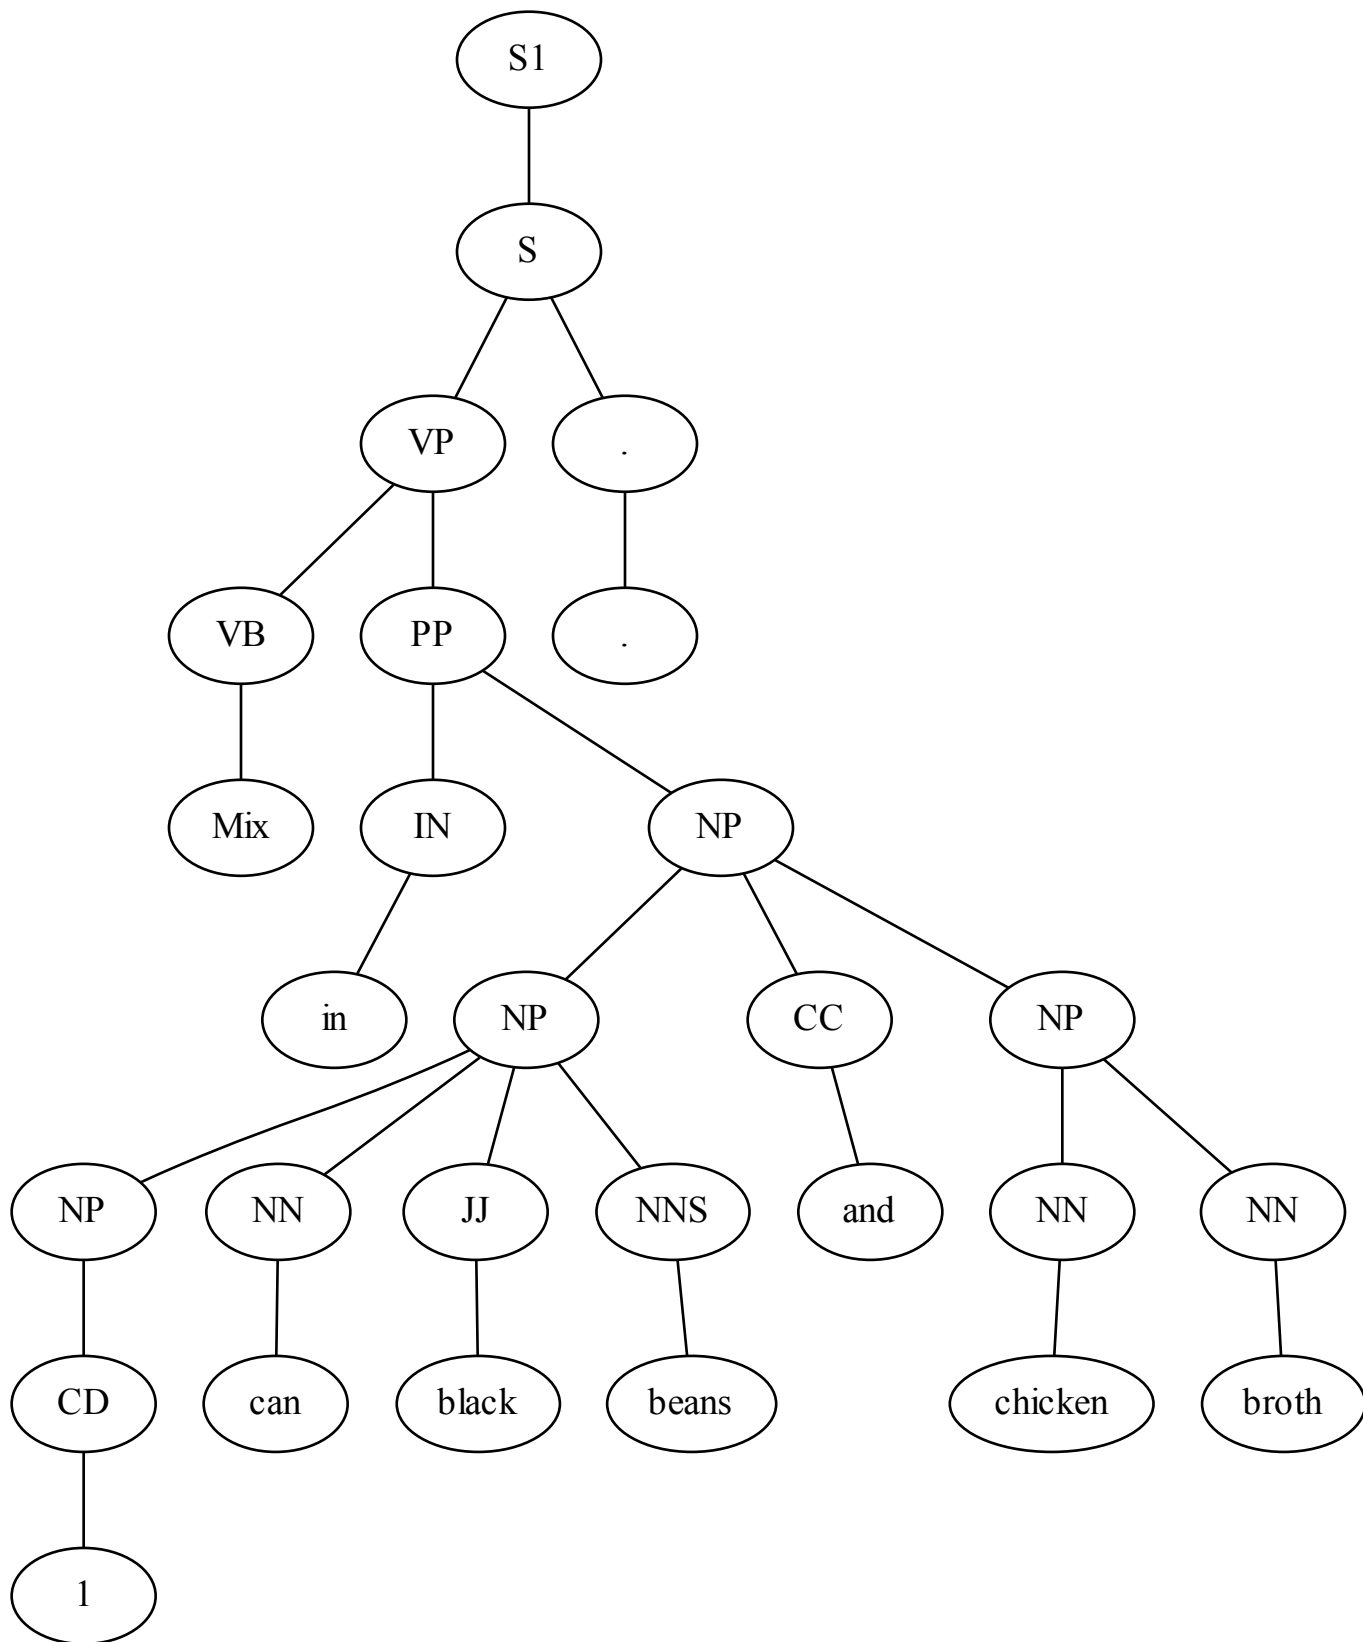 S1
S
VP .
VB PP .
Mix IN NP
in NP CC NP
NP NN JJ NNS and NN NN
CD can black beans chicken broth
1